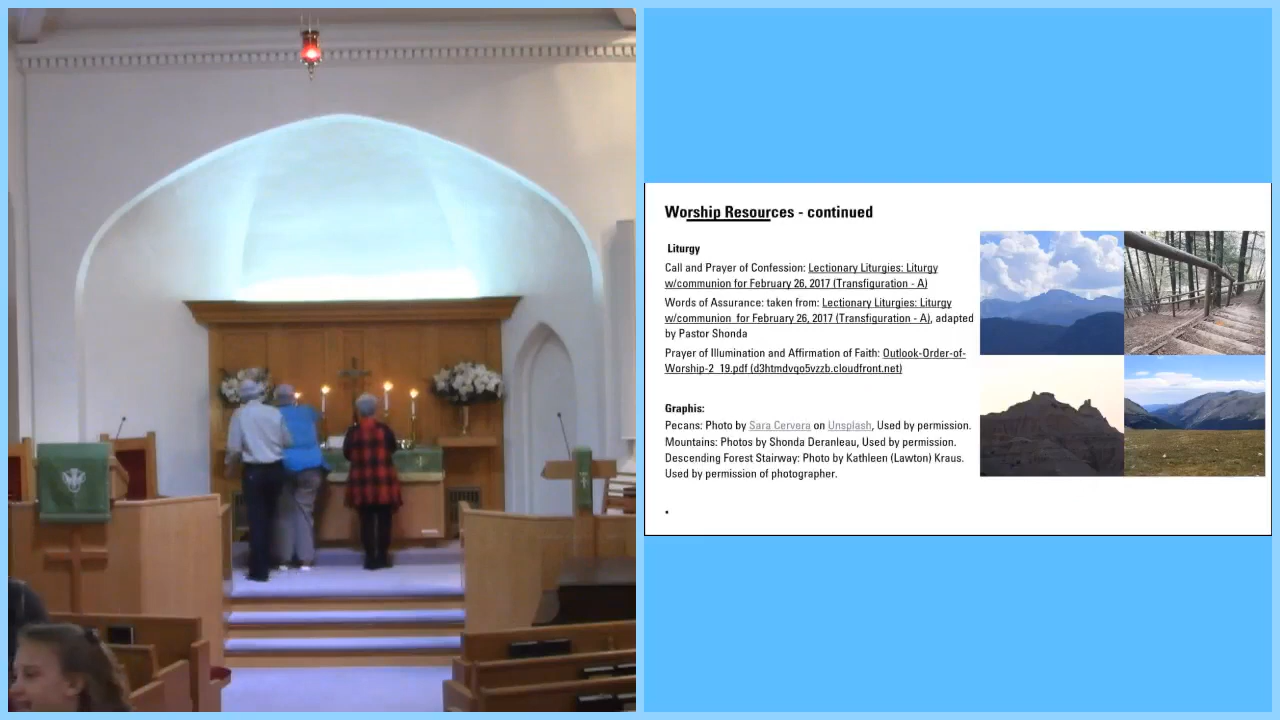 Worship Resources - continued
Liturgy
Call and Prayer of Confession: Lectionary Liturgies: Liturgy
w/communion for February 26, 2017 (Transfiguration - A)
Words of Assurance: taken from: Lectionary Liturgies: Liturgy
w/communion for February 26, 2017 (Transfiguration - A), adapted
by Pastor Shonda
Prayer of Illumination and Affirmation of Faith: Outlook-Order-of-
Worship-2_19.pdf (d3htmdvqo5vzzb.cloudfront.net)
Graphis:
Pecans: Photo by Sara Cervera on Unsplash, Used by permission.
Mountains: Photos by Shonda Deranleau, Used by permission.
Descending Forest Stairway: Photo by Kathleen (Lawton) Kraus.
Used by permission of photographer.